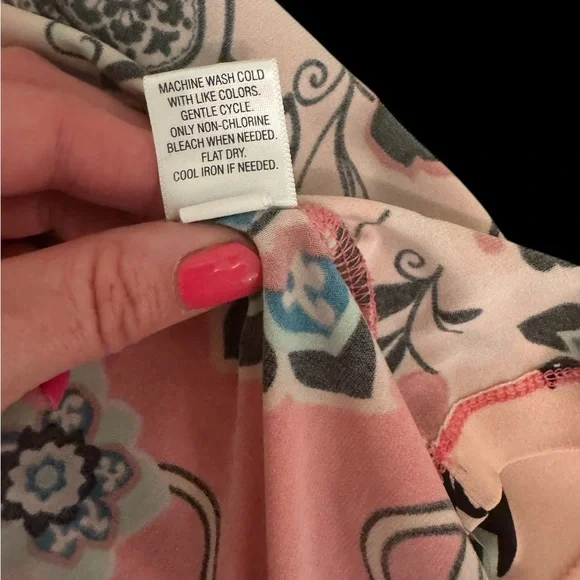 MACHINE WASH COLD
WITH LIKE COLORS.
GENTLE CYCLE.
ONLY NON-CHLORINE
BLEACH WHEN NEEDED.
FLAT DRY.
COOL IRON IF NEEDED.